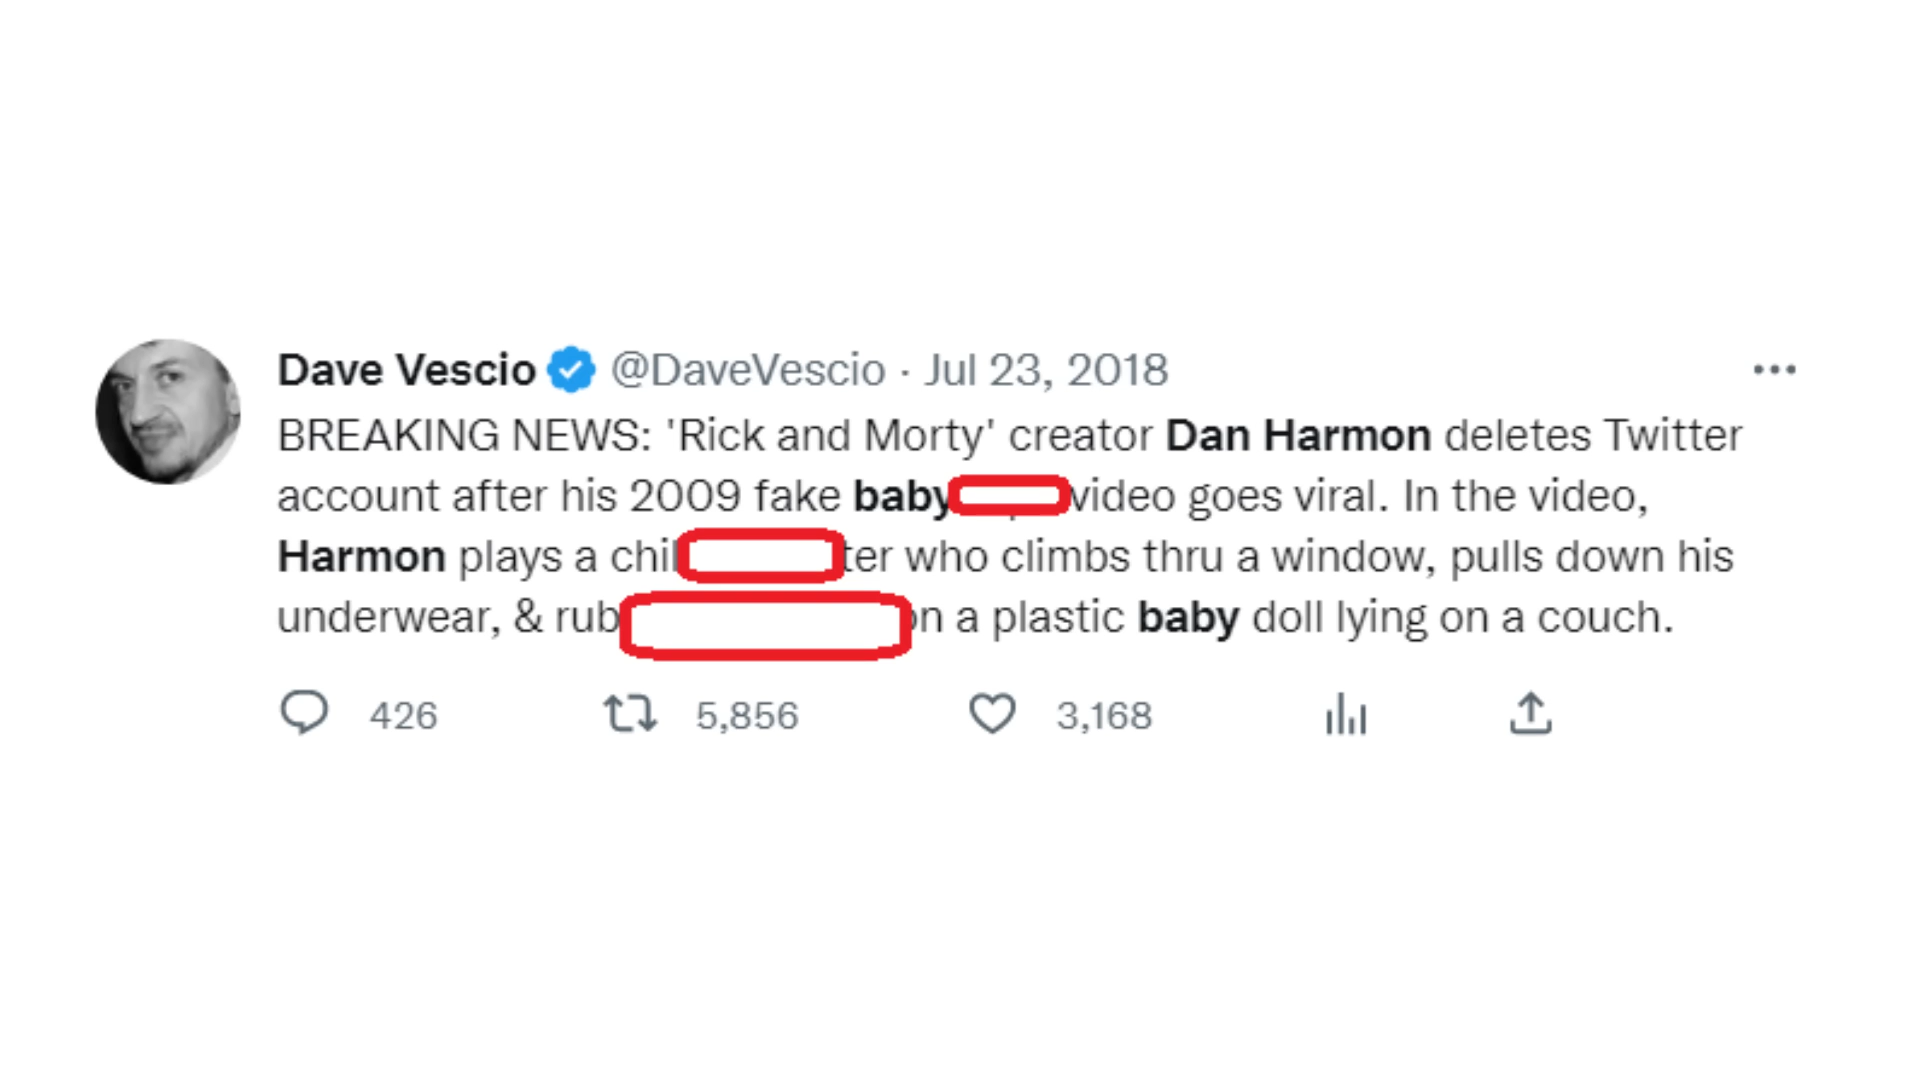 Dave Vescio @DaveVescio · Jul 23, 2018
BREAKING NEWS: 'Rick and Morty' creator Dan Harmon deletes Twitter
account after his 2009 fake baby video goes viral. In the video,
Harmon plays a chil ter who climbs thru a window, pulls down his
underwear, & rub on a plastic baby doll lying on a couch.
426 5,856 3,168